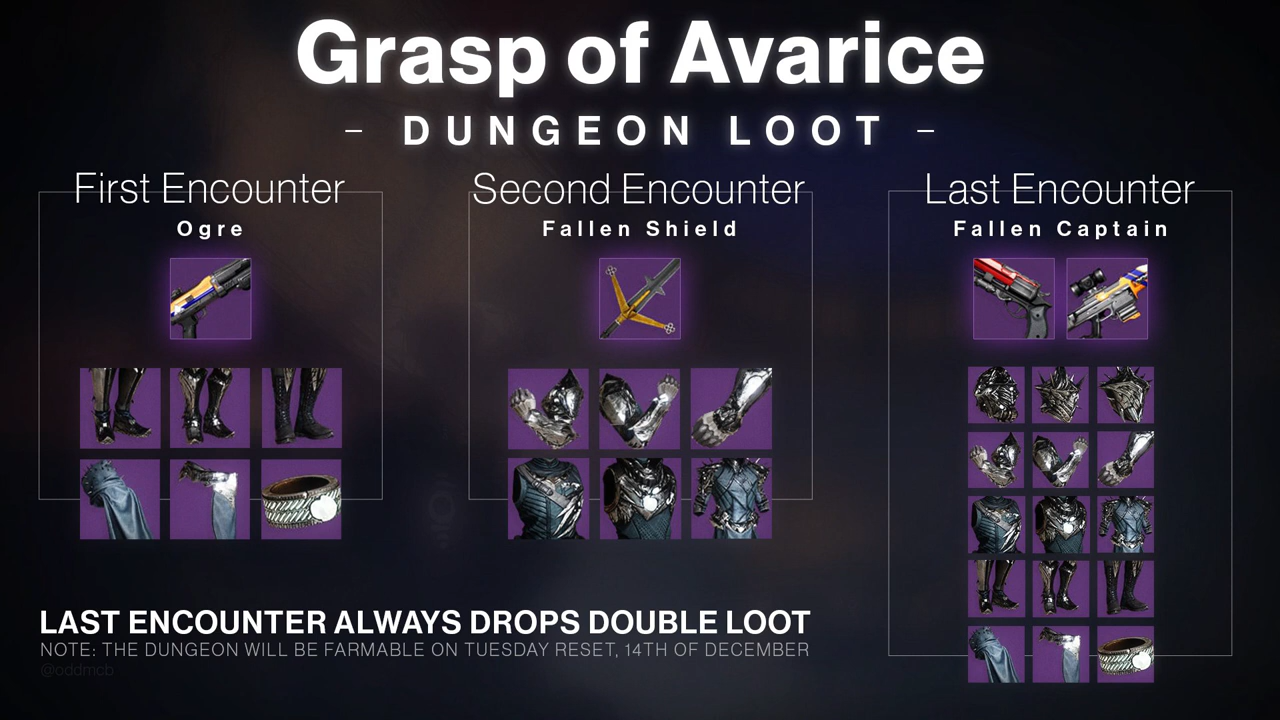 Grasp of Avarice
– DUNGEON LOOT –
First Encounter
Ogre
Second Encounter
Fallen Shield
Last Encounter
Fallen Captain
LAST ENCOUNTER ALWAYS DROPS DOUBLE LOOT
NOTE: THE DUNGEON WILL BE FARMABLE ON TUESDAY RESET, 14TH OF DECEMBER
@oddmcb